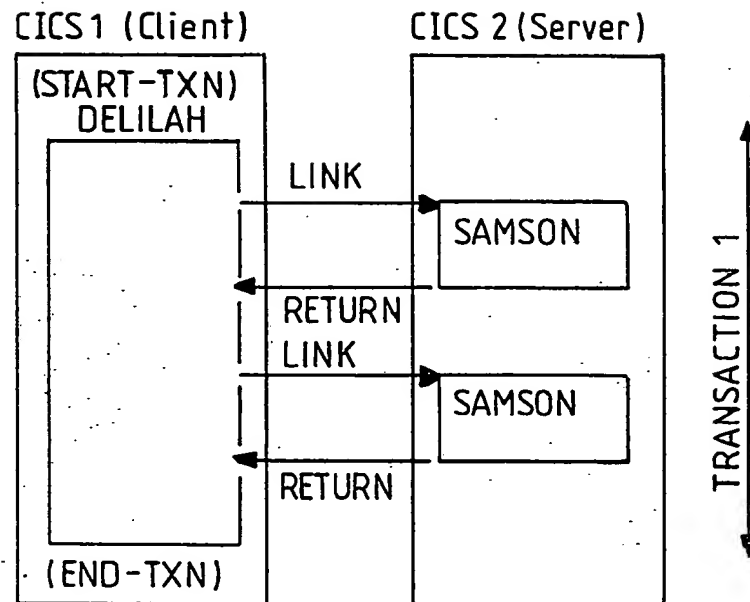 CICS 1 (Client)
CICS 2 (Server)
(START-TXN)
DELILAH
LINK
SAMSON
RETURN
LINK
SAMSON
RETURN
(END-TXN)
TRANSACTION 1